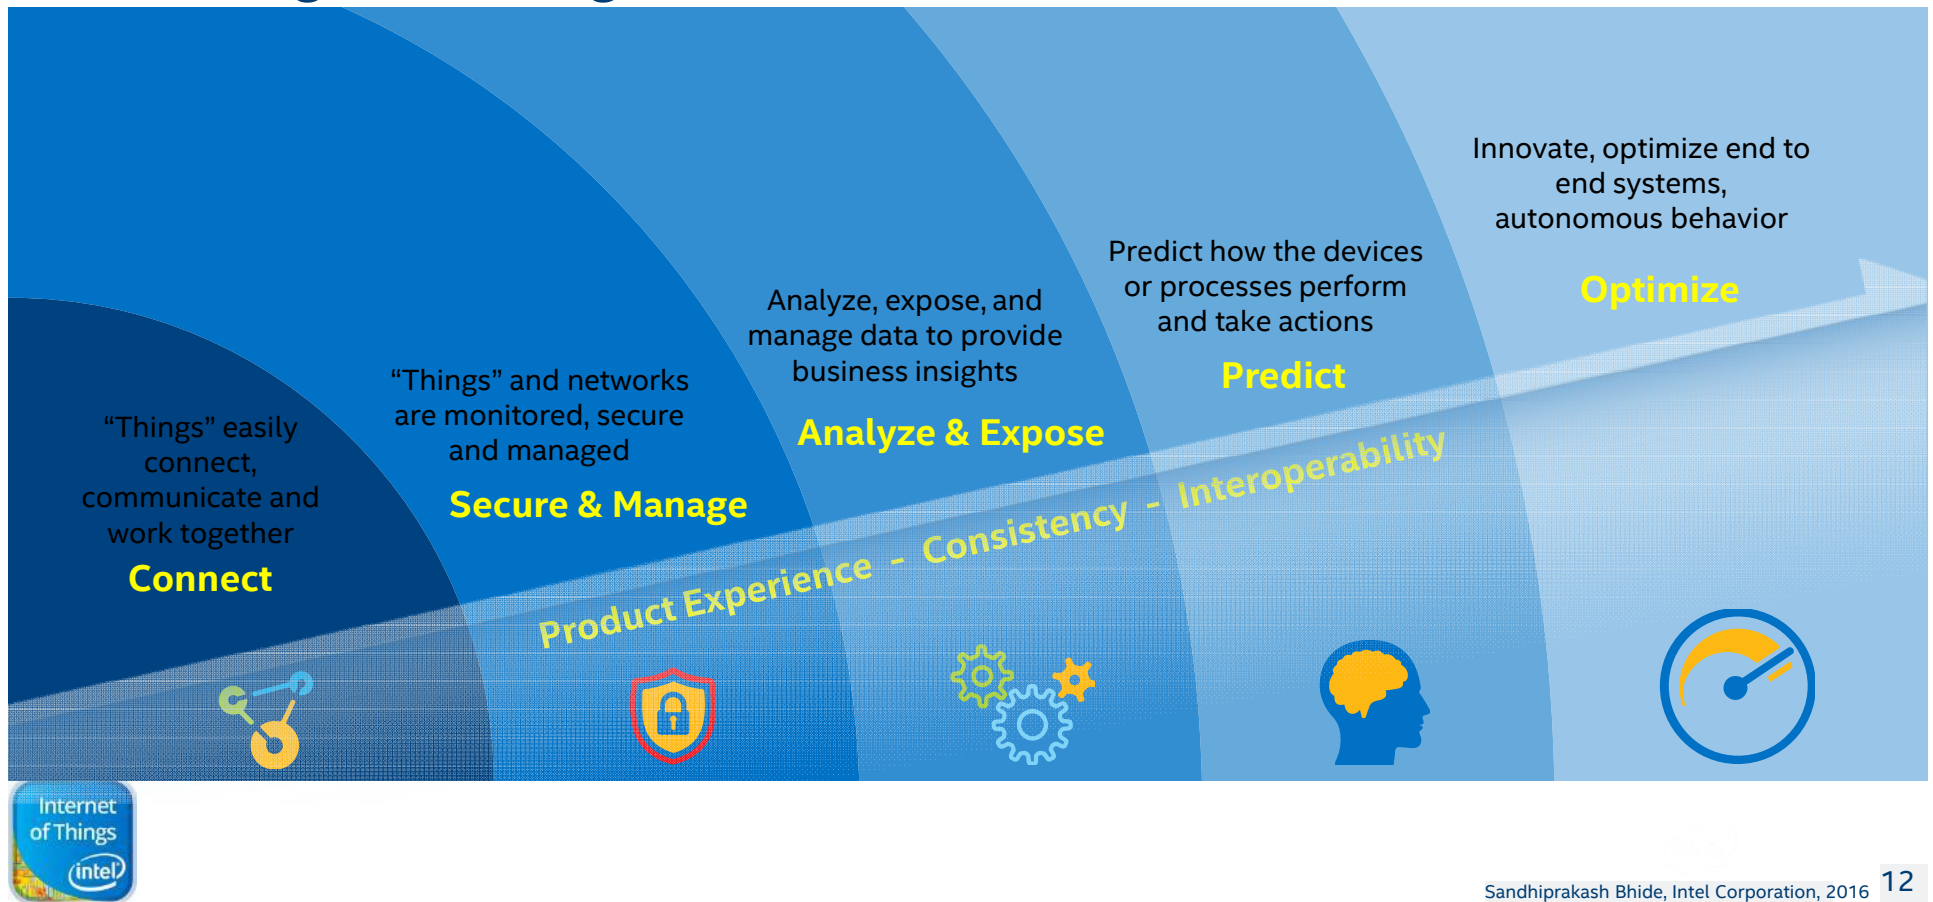 “Things” easily
connect,
communicate and
work together
Connect
“Things” and networks
are monitored, secure
and managed
Secure & Manage
Analyze, expose, and
manage data to provide
business insights
Analyze & Expose
Predict how the devices
or processes perform
and take actions
Predict
Innovate, optimize end to
end systems,
autonomous behavior
Optimize
Product Experience - Consistency - Interoperability
Internet
of Things
intel
Sandhiprakash Bhide, Intel Corporation, 2016
12